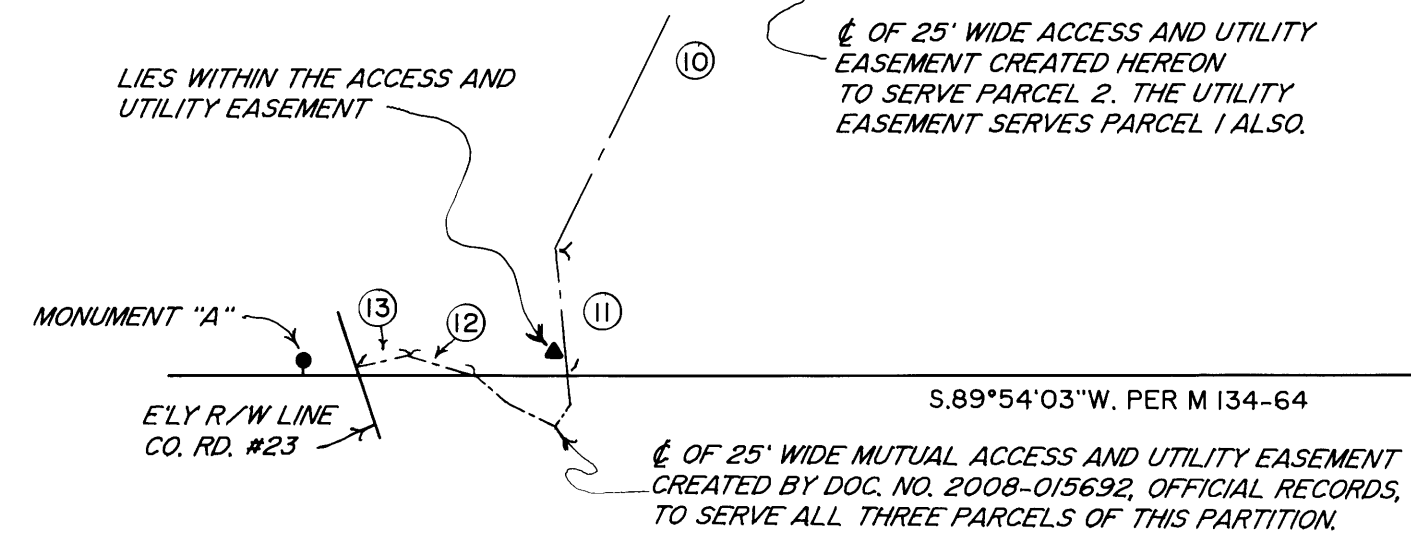 ℄ OF 25' WIDE ACCESS AND UTILITY
EASEMENT CREATED HEREON
TO SERVE PARCEL 2. THE UTILITY
EASEMENT SERVES PARCEL 1 ALSO.
10
LIES WITHIN THE ACCESS AND
UTILITY EASEMENT
MONUMENT "A"
13
12
11
S.89°54'03"W. PER M 134-64
E'LY R/W LINE
CO. RD. #23
℄ OF 25' WIDE MUTUAL ACCESS AND UTILITY EASEMENT
CREATED BY DOC. NO. 2008-015692, OFFICIAL RECORDS,
TO SERVE ALL THREE PARCELS OF THIS PARTITION.